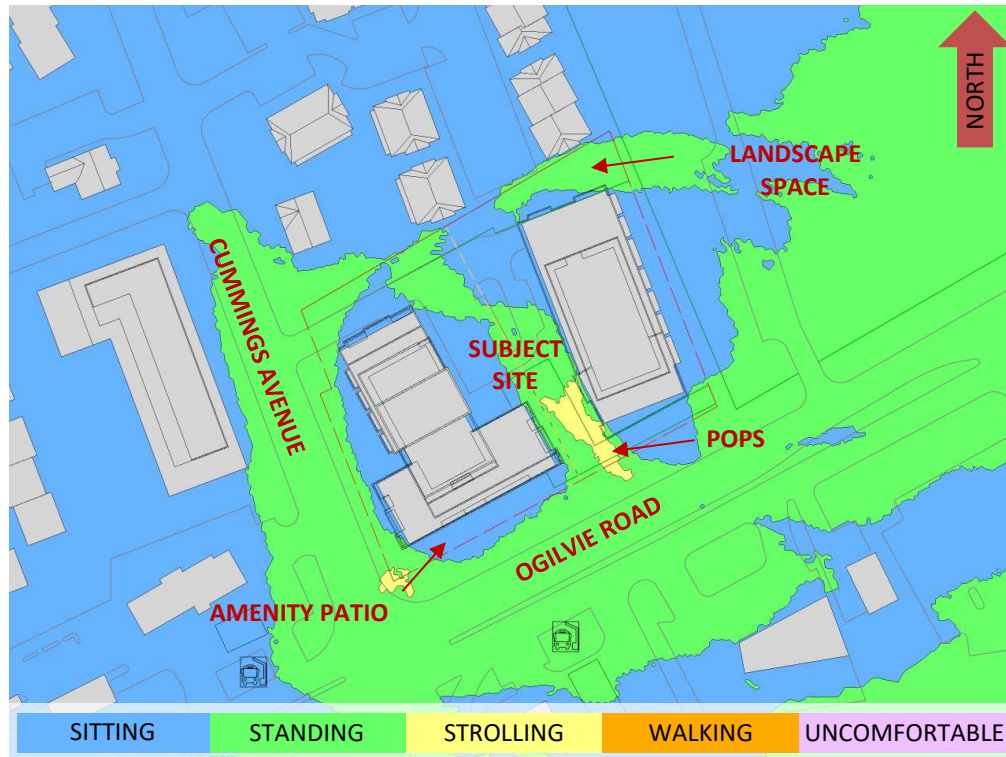 NORTH
LANDSCAPE
SPACE
CUMMINGS AVENUE
SUBJECT
SITE
POPS
OGILVIE ROAD
AMENITY PATIO
SITTING
STANDING
STROLLING
WALKING
UNCOMFORTABLE